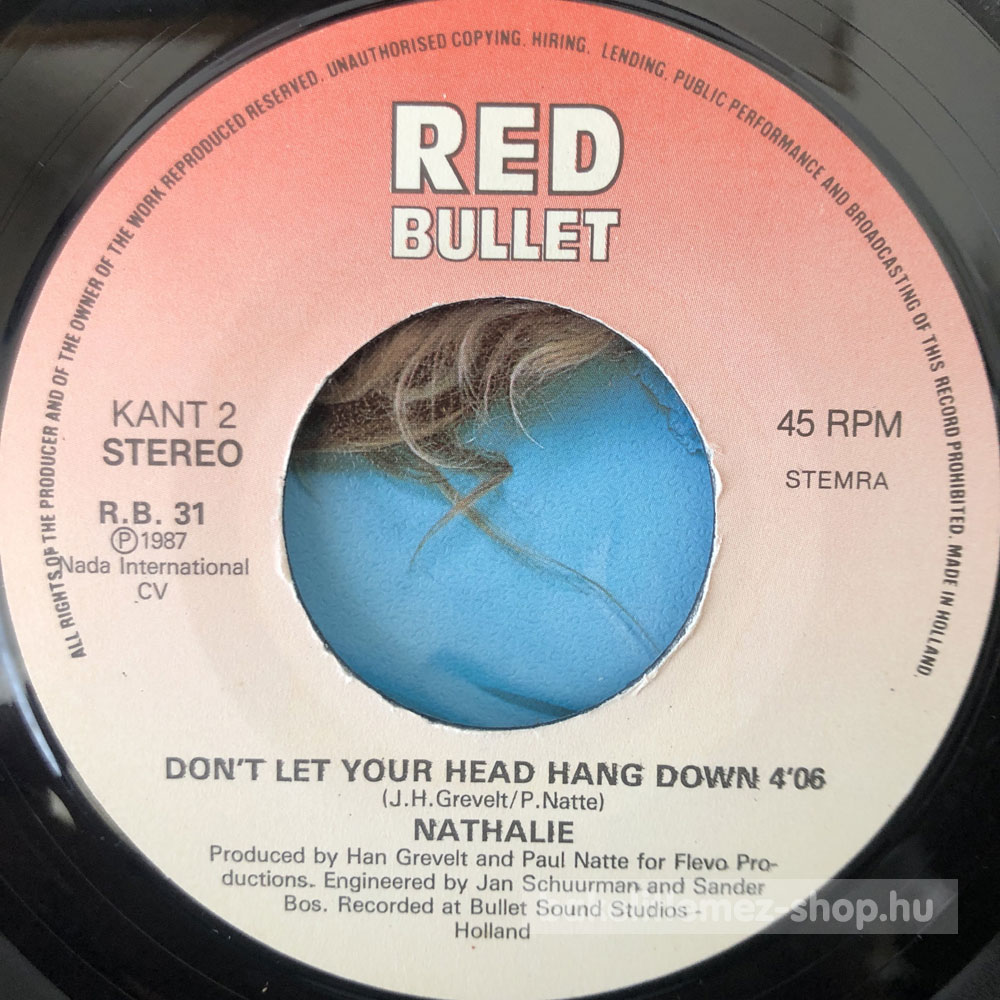 ALL RIGHTS OF THE PRODUCER AND OF THE OWNER OF THE WORK REPRODUCED RESERVED. UNAUTHORISED COPYING. HIRING. LENDING. PUBLIC PERFORMANCE AND BROADCASTING OF THIS RECORD PROHIBITED. MADE IN HOLLAND.
RED
BULLET
KANT 2
STEREO
R.B. 31
℗1987
Nada International
CV
45 RPM
STEMRA
DON'T LET YOUR HEAD HANG DOWN 4'06
(J.H.Grevelt/P.Natte)
NATHALIE
Produced by Han Grevelt and Paul Natte for Flevo Pro-
ductions. Engineered by Jan Schuurman and Sander
Bos. Recorded at Bullet Sound Studios -
Holland
bakelitlemez-shop.hu